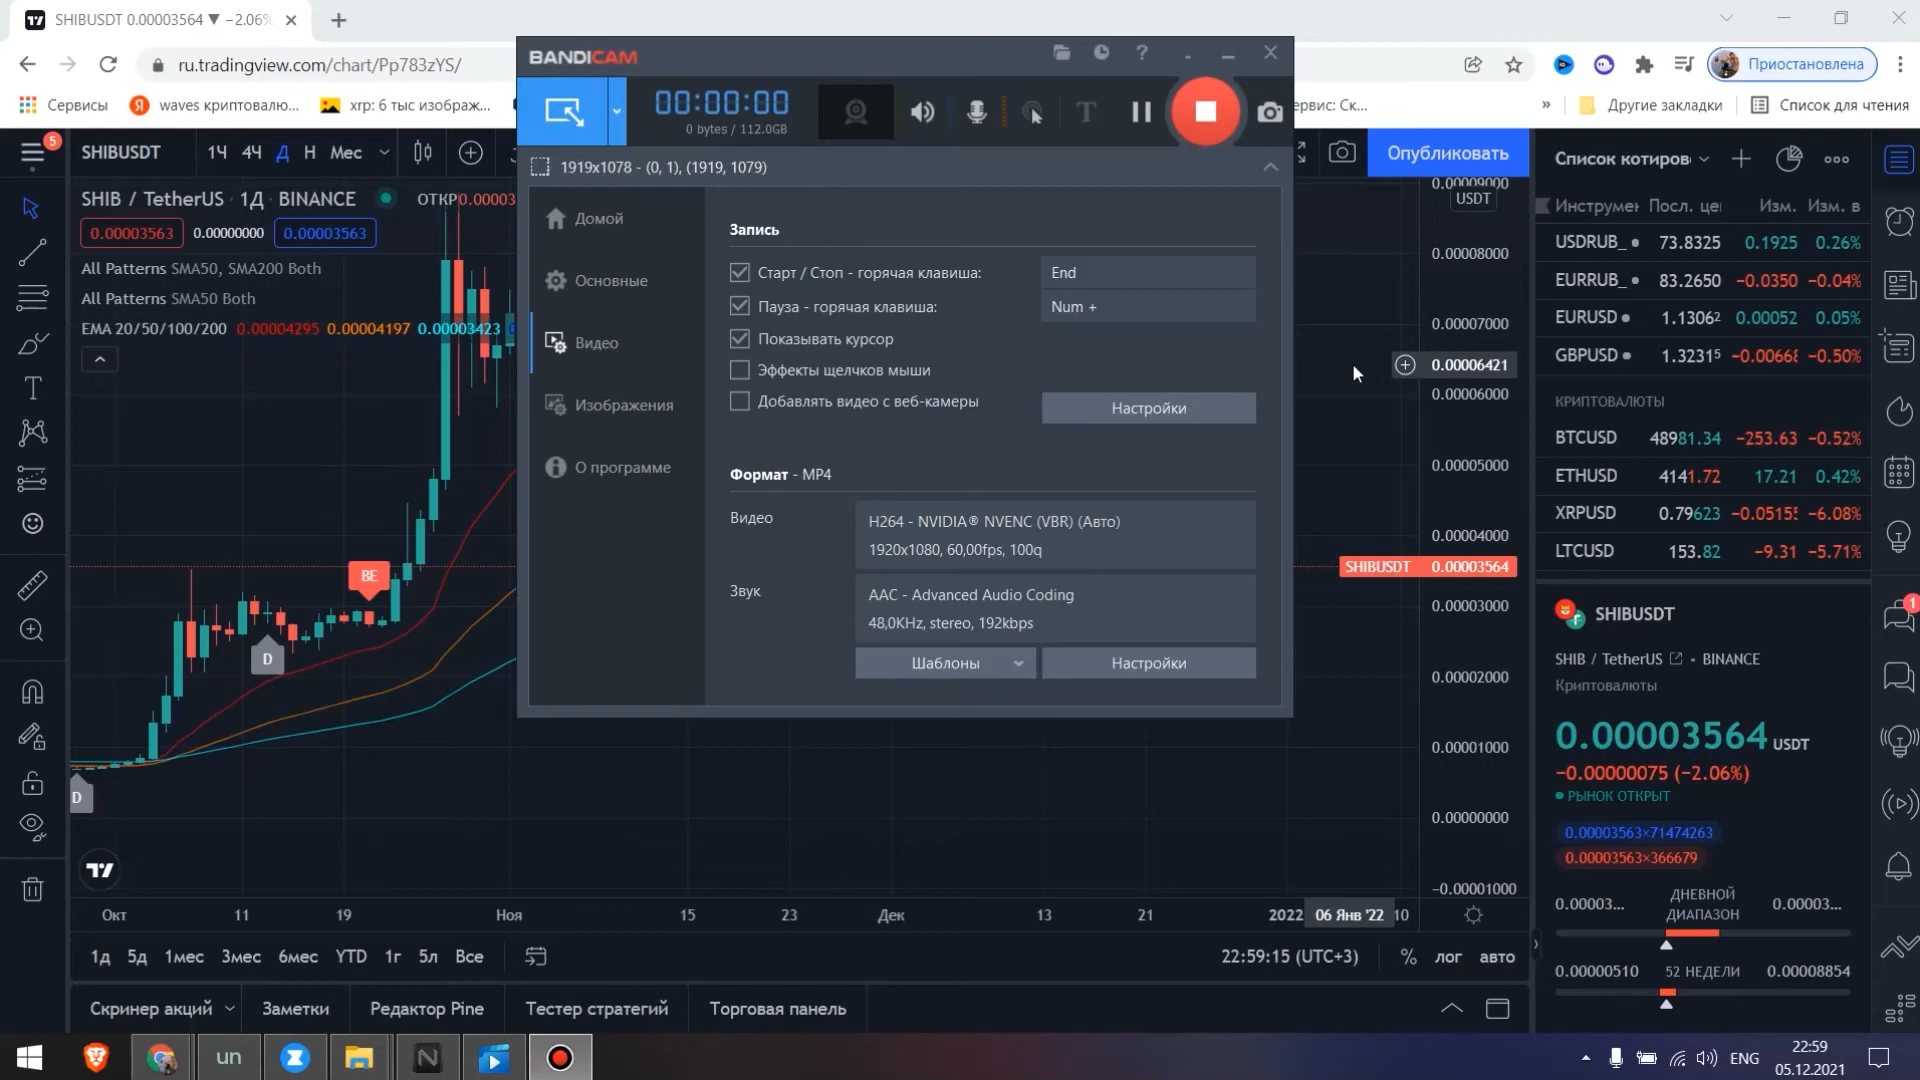 SHIBUSDT 0.00003564 ▼ −2.06%
ru.tradingview.com/chart/Pp783zYS/
Приостановлена
Сервисы
waves криптовалю...
xrp: 6 тыс изображ...
ервис: Ск...
»
Другие закладки
Список для чтения
BANDICAM
00:00:00
0 bytes / 112.0GB
1919x1078 - (0, 1), (1919, 1079)
Домой
Основные
Видео
Изображения
О программе
Запись
Старт / Стоп - горячая клавиша:
End
Пауза - горячая клавиша:
Num +
Показывать курсор
Эффекты щелчков мыши
Добавлять видео с веб-камеры
Настройки
Формат - MP4
Видео
H264 - NVIDIA® NVENC (VBR) (Авто)
1920x1080, 60,00fps, 100q
Звук
AAC - Advanced Audio Coding
48,0KHz, stereo, 192kbps
Шаблоны
Настройки
5
SHIBUSDT
1Ч 4Ч Д Н Мес
Опубликовать
SHIB / TetherUS · 1Д · BINANCE
ОТКР 0.00003
0.00003563 0.00000000 0.00003563
All Patterns SMA50, SMA200 Both
All Patterns SMA50 Both
EMA 20/50/100/200 0.00004295 0.00004197 0.00003423
BE
D
D
0.00009000
USDT
0.00008000
0.00007000
0.00006421
0.00006000
0.00005000
0.00004000
SHIBUSDT 0.00003564
0.00003000
0.00002000
0.00001000
0.00000000
−0.00001000
Окт 11 19 Ноя 15 23 Дек 13 21 2022 06 Янв '22 10
1д 5д 1мес 3мес 6мес YTD 1г 5л Все
22:59:15 (UTC+3) % лог авто
Скринер акций
Заметки
Редактор Pine
Тестер стратегий
Торговая панель
Список котиров
Инструмен Посл. це Изм. Изм. в
USDRUB_ 73.8325 0.1925 0.26%
EURRUB_ 83.2650 −0.0350 −0.04%
EURUSD 1.13062 0.00052 0.05%
GBPUSD 1.32315 −0.00668 −0.50%
КРИПТОВАЛЮТЫ
BTCUSD 48981.34 −253.63 −0.52%
ETHUSD 4141.72 17.21 0.42%
XRPUSD 0.79623 −0.05155 −6.08%
LTCUSD 153.82 −9.31 −5.71%
SHIBUSDT
SHIB / TetherUS • BINANCE
Криптовалюты
0.00003564 USDT
−0.00000075 (−2.06%)
РЫНОК ОТКРЫТ
0.00003563×71474263
0.00003563×366679
0.00003... ДНЕВНОЙ ДИАПАЗОН 0.00003...
0.00000510 52 НЕДЕЛИ 0.00008854
1
un
N
ENG
22:59
05.12.2021